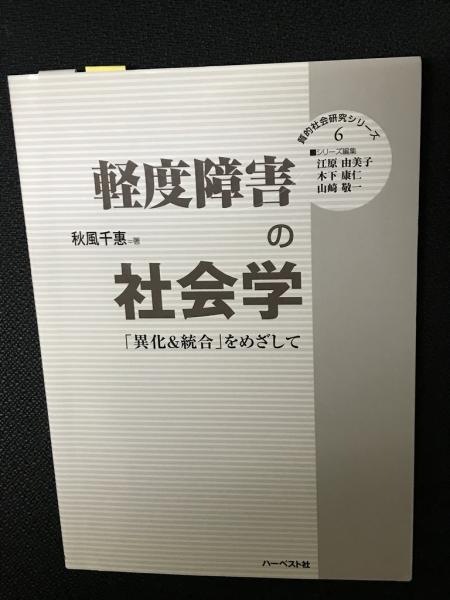 質的社会研究シリーズ
6
■シリーズ編集
江原 由美子
木下 康仁
山崎 敬一
軽度障害
の
社会学
秋風千惠=著
「異化&統合」をめざして
ハーベスト社